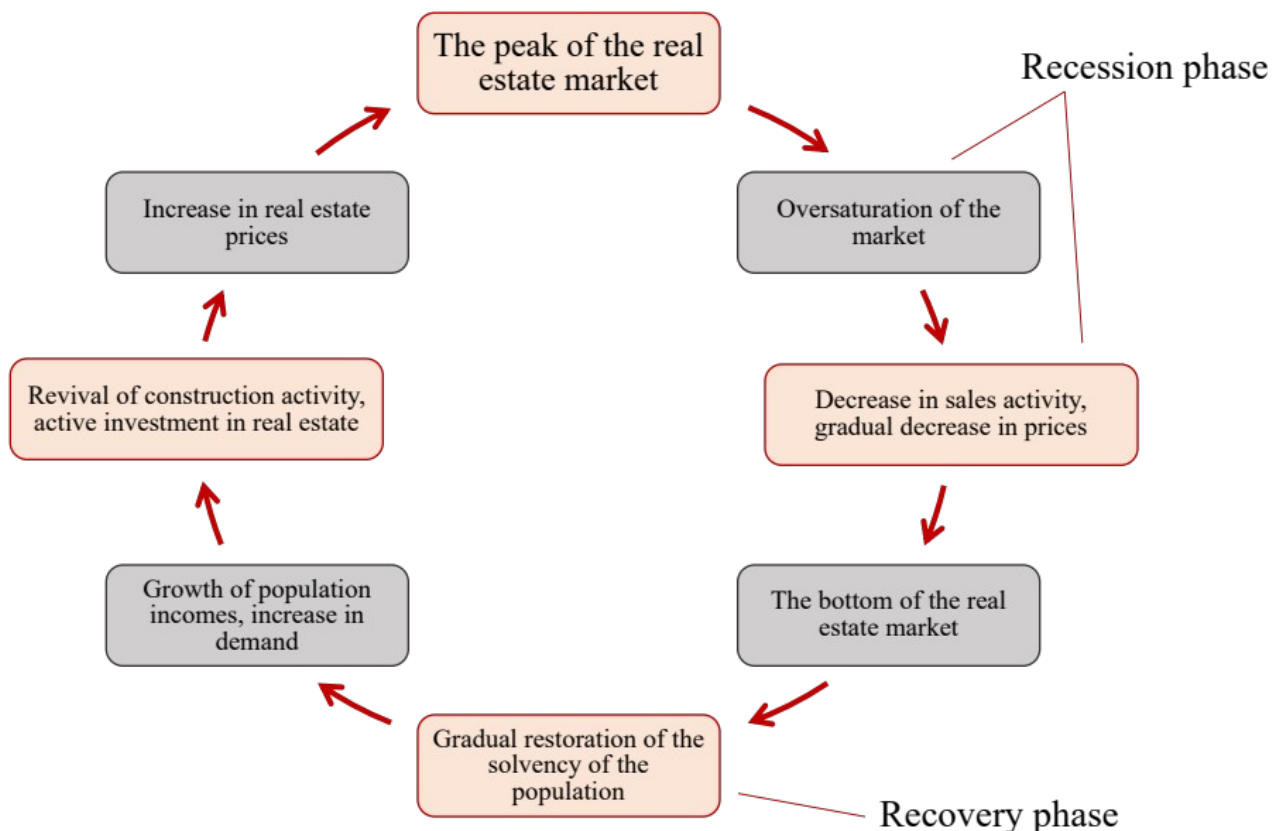 The peak of the real
estate market
Recession phase
Oversaturation of the
market
Decrease in sales activity,
gradual decrease in prices
The bottom of the real
estate market
Gradual restoration of the
solvency of the
population
Recovery phase
Growth of population
incomes, increase in
demand
Revival of construction activity,
active investment in real estate
Increase in real estate
prices